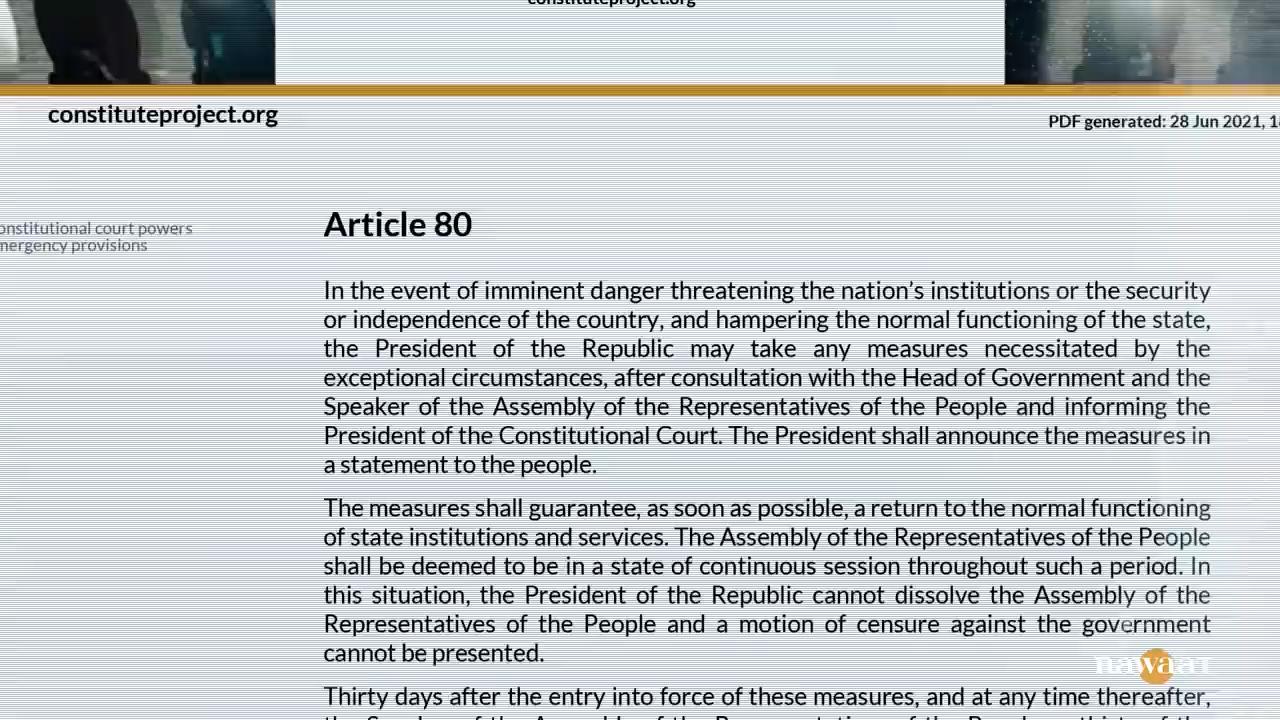 constituteproject.org
constituteproject.org
PDF generated: 28 Jun 2021,
onstitutional court powers
mergency provisions
Article 80
In the event of imminent danger threatening the nation’s institutions or the security
or independence of the country, and hampering the normal functioning of the state,
the President of the Republic may take any measures necessitated by the
exceptional circumstances, after consultation with the Head of Government and the
Speaker of the Assembly of the Representatives of the People and informing the
President of the Constitutional Court. The President shall announce the measures in
a statement to the people.
The measures shall guarantee, as soon as possible, a return to the normal functioning
of state institutions and services. The Assembly of the Representatives of the People
shall be deemed to be in a state of continuous session throughout such a period. In
this situation, the President of the Republic cannot dissolve the Assembly of the
Representatives of the People and a motion of censure against the government
cannot be presented.
nawaat
Thirty days after the entry into force of these measures, and at any time thereafter,